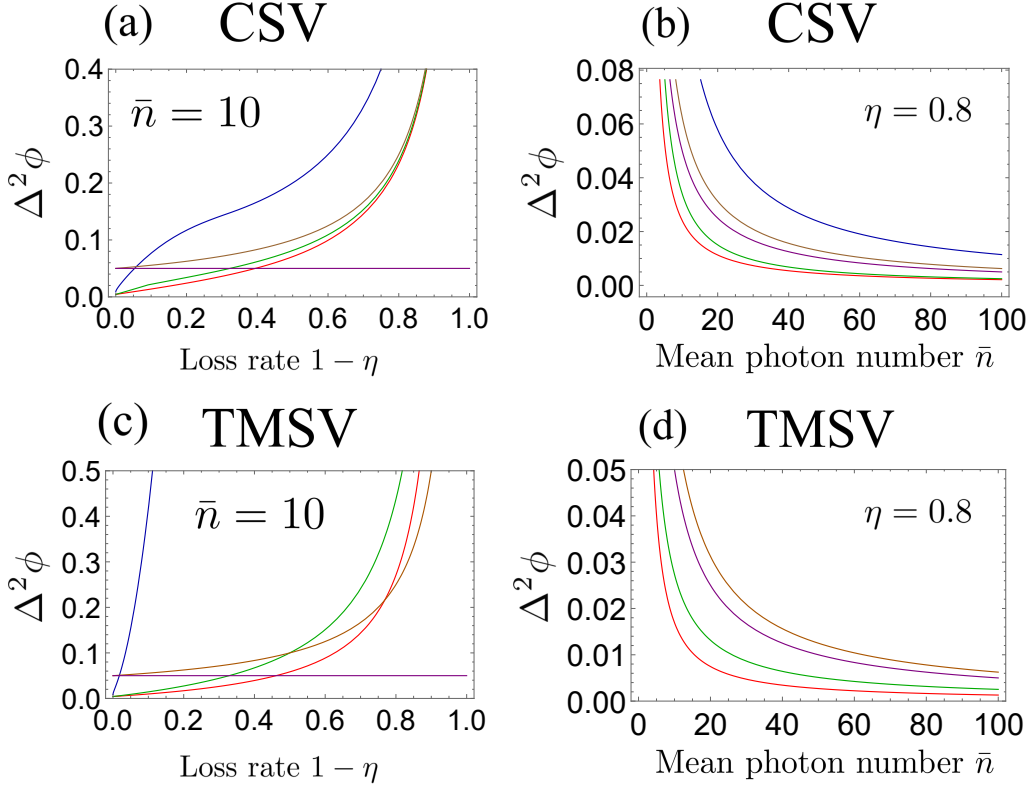 (a) CSV
Δ²ϕ
0.4
0.3
0.2
0.1
0.0
n̄ = 10
0.0 0.2 0.4 0.6 0.8 1.0
Loss rate 1 − η
(b) CSV
Δ²ϕ
0.08
0.06
0.04
0.02
0.00
η = 0.8
0 20 40 60 80 100
Mean photon number n̄
(c) TMSV
Δ²ϕ
0.5
0.4
0.3
0.2
0.1
0.0
n̄ = 10
0.0 0.2 0.4 0.6 0.8 1.0
Loss rate 1 − η
(d) TMSV
Δ²ϕ
0.05
0.04
0.03
0.02
0.01
0.00
η = 0.8
0 20 40 60 80 100
Mean photon number n̄